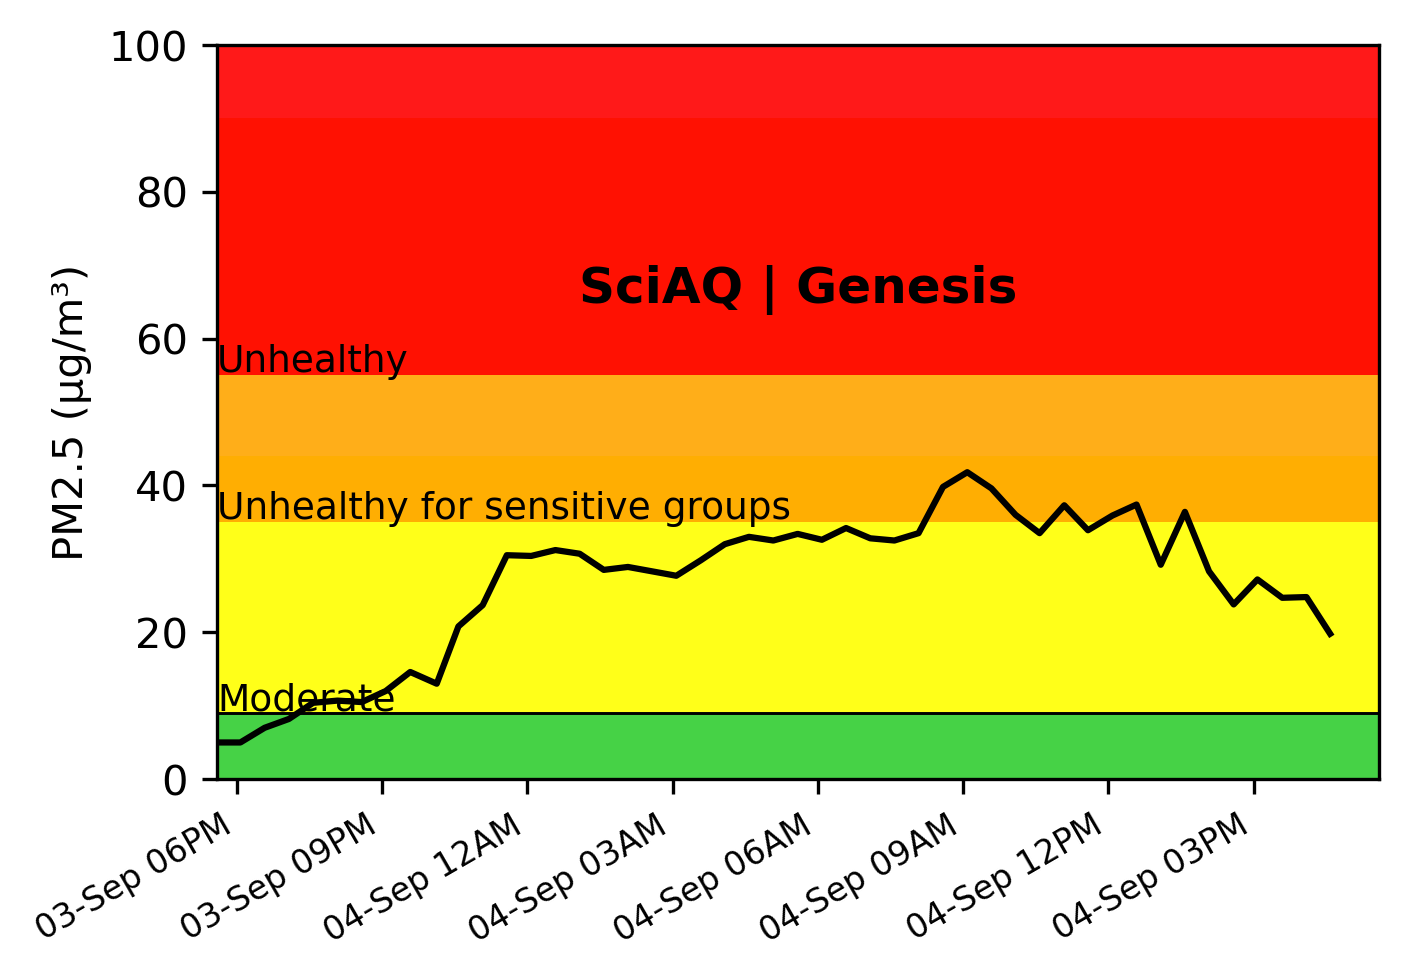 100
80
60
40
20
0
PM2.5 (µg/m³)
SciAQ | Genesis
Unhealthy
Unhealthy for sensitive groups
Moderate
03-Sep 06PM
03-Sep 09PM
04-Sep 12AM
04-Sep 03AM
04-Sep 06AM
04-Sep 09AM
04-Sep 12PM
04-Sep 03PM